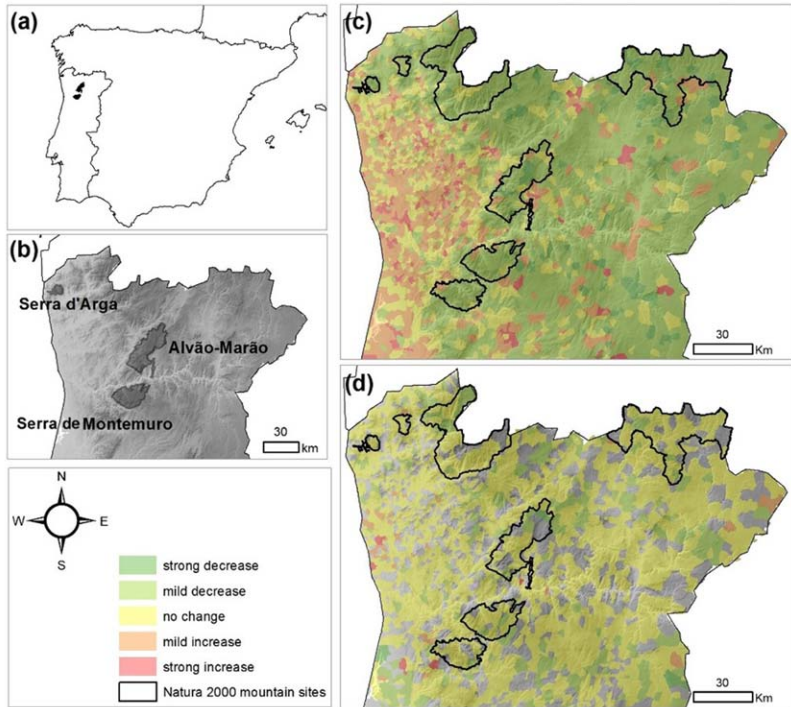 (a)
(b)
Serra d'Arga
Alvão-Marão
Serra de Montemuro
30
km
N
W E
S
strong decrease
mild decrease
no change
mild increase
strong increase
Natura 2000 mountain sites
(c)
30
Km
(d)
30
Km